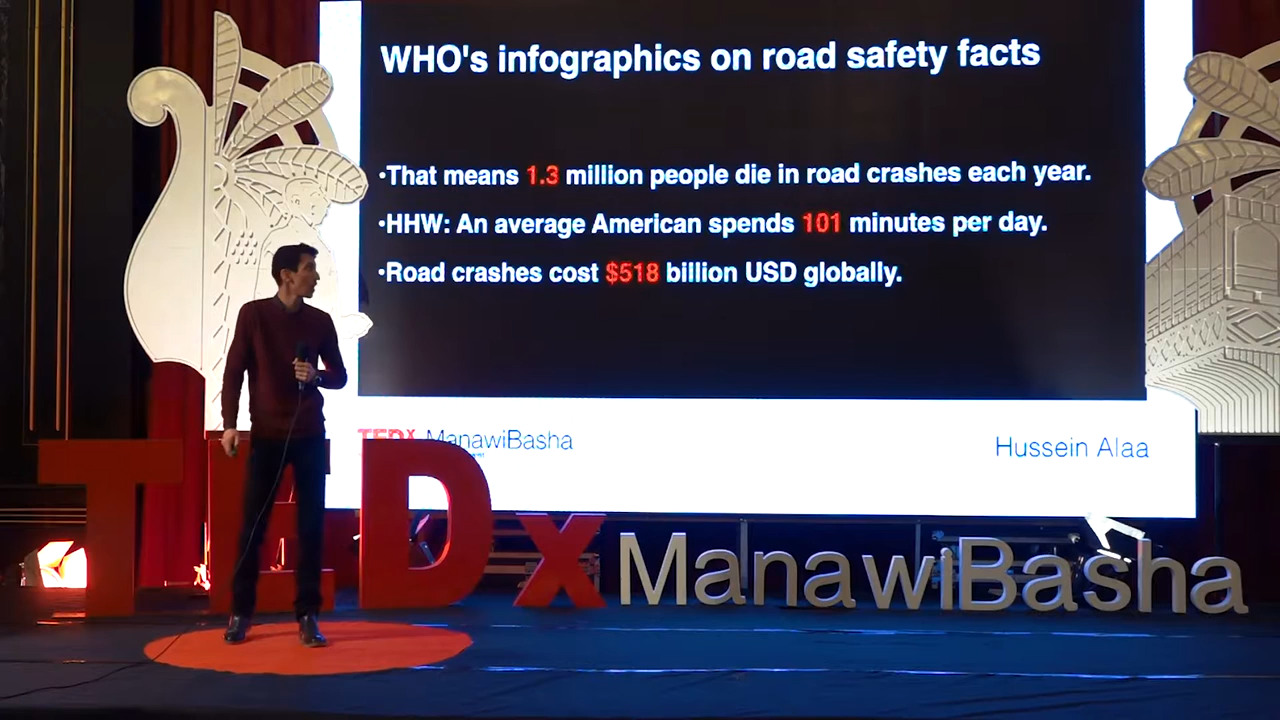 WHO's infographics on road safety facts
•That means 1.3 million people die in road crashes each year.
•HHW: An average American spends 101 minutes per day.
•Road crashes cost $518 billion USD globally.
TEDx ManawiBasha
Hussein Alaa
TEDx ManawiBasha